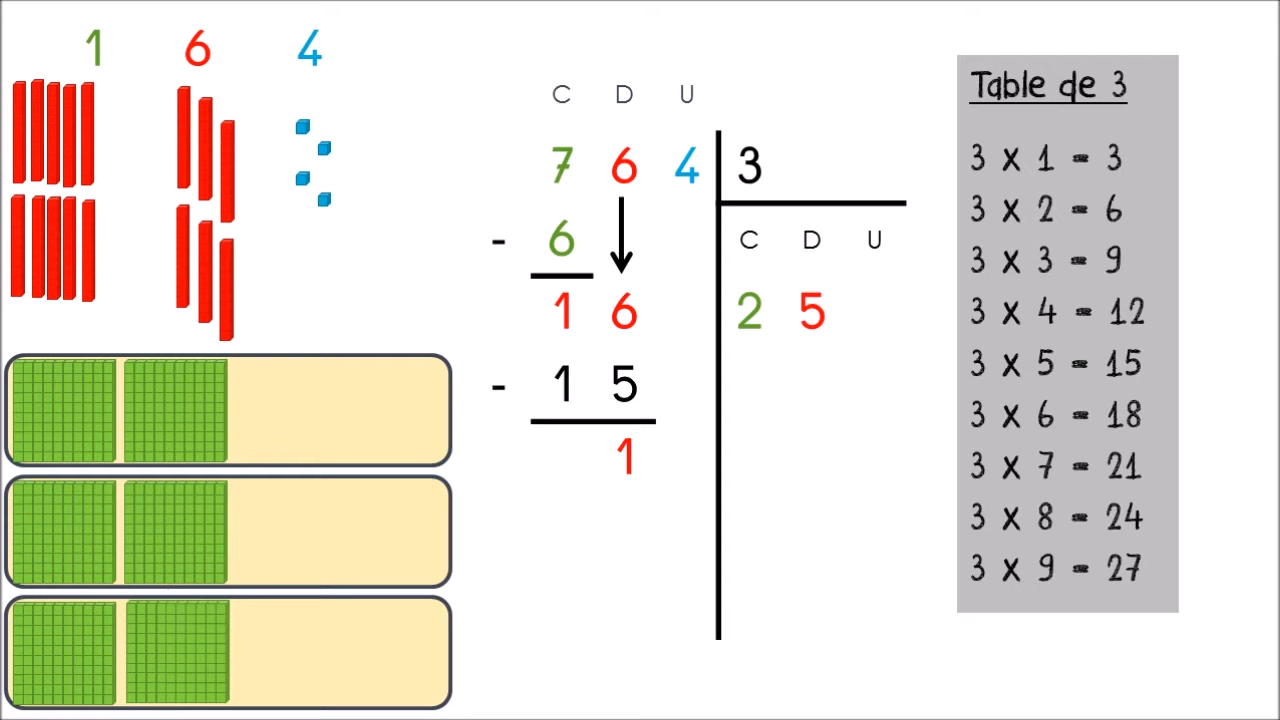 1 6 4
C D U
7 6 4 3
- 6
C D U
1 6 2 5
- 1 5
1
Table de 3
3 x 1 = 3
3 x 2 = 6
3 x 3 = 9
3 x 4 = 12
3 x 5 = 15
3 x 6 = 18
3 x 7 = 21
3 x 8 = 24
3 x 9 = 27